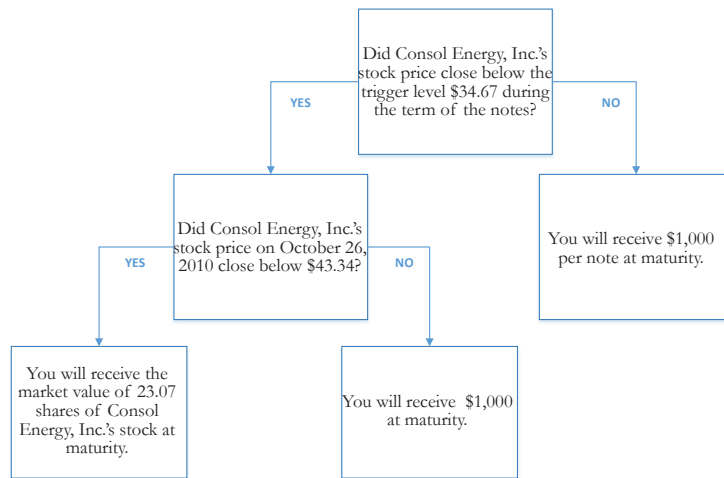 Did Consol Energy, Inc.'s
stock price close below the
trigger level $34.67 during
the term of the notes?
YES
NO
Did Consol Energy, Inc.'s
stock price on October 26,
2010 close below $43.34?
You will receive $1,000
per note at maturity.
YES
NO
You will receive the
market value of 23.07
shares of Consol
Energy, Inc.'s stock at
maturity.
You will receive $1,000
at maturity.